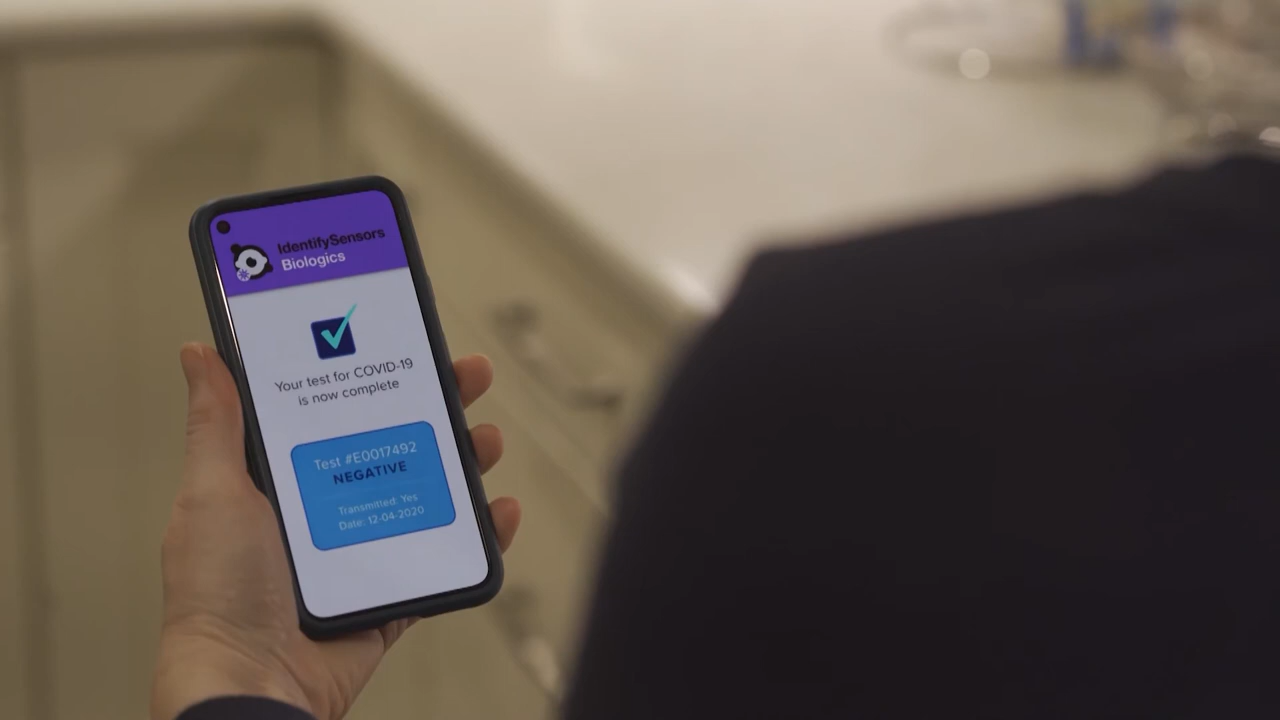 IdentifySensors
Biologics
Your test for COVID-19
is now complete
Test #E0017492
NEGATIVE
Transmitted: Yes
Date: 12-04-2020